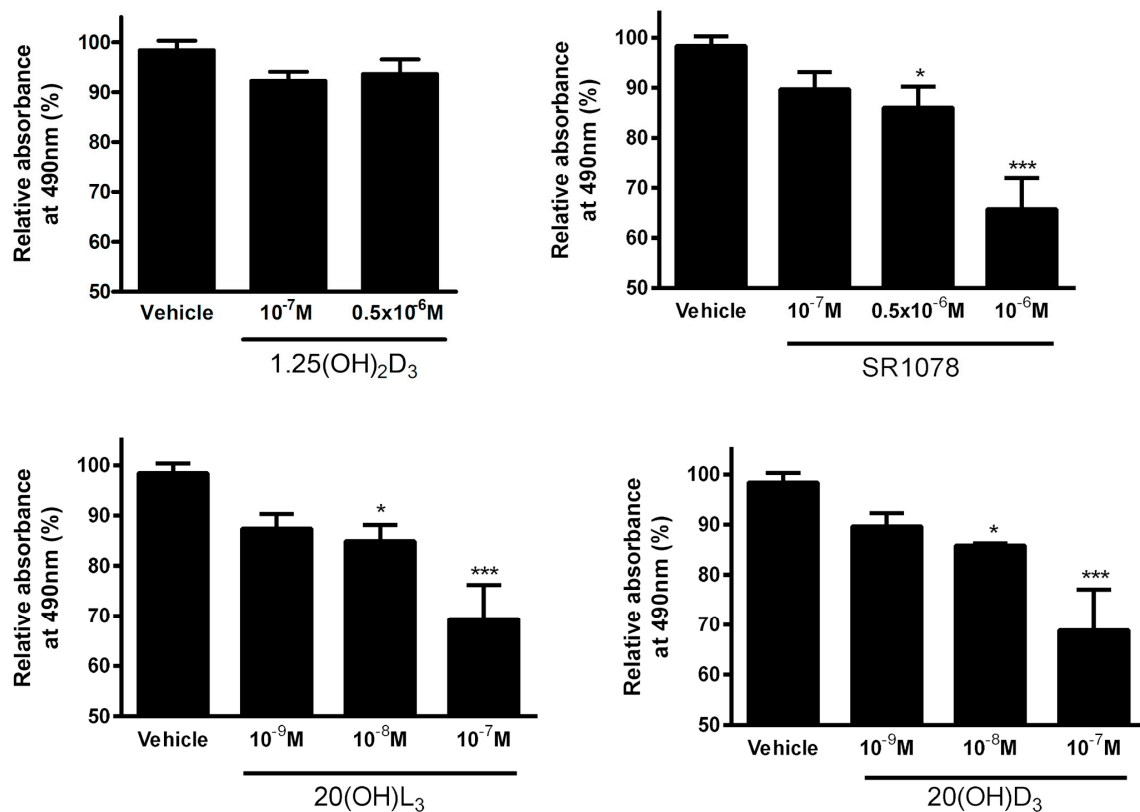 Relative absorbance
at 490nm (%)
100
90
80
70
60
50
Vehicle
10⁻⁷M
0.5x10⁻⁶M
1.25(OH)₂D₃
Relative absorbance
at 490nm (%)
100
90
80
70
60
50
*
***
Vehicle
10⁻⁷M
0.5x10⁻⁶M
10⁻⁶M
SR1078
Relative absorbance
at 490nm (%)
100
90
80
70
60
50
*
***
Vehicle
10⁻⁹M
10⁻⁸M
10⁻⁷M
20(OH)L₃
Relative absorbance
at 490nm (%)
100
90
80
70
60
50
*
***
Vehicle
10⁻⁹M
10⁻⁸M
10⁻⁷M
20(OH)D₃